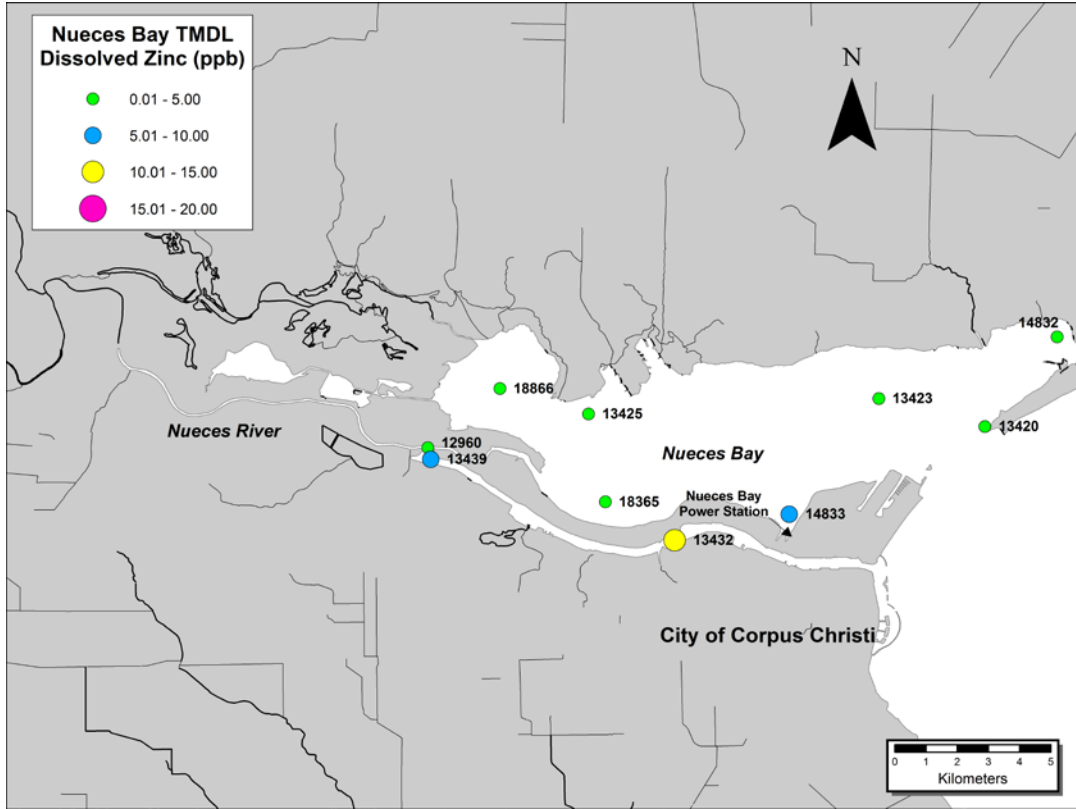 Nueces Bay TMDL
Dissolved Zinc (ppb)
0.01 - 5.00
5.01 - 10.00
10.01 - 15.00
15.01 - 20.00
N
14832
18866
13425
13423
13420
Nueces River
12960
13439
Nueces Bay
18365
Nueces Bay
Power Station
14833
13432
City of Corpus Christi
0 1 2 3 4 5
Kilometers